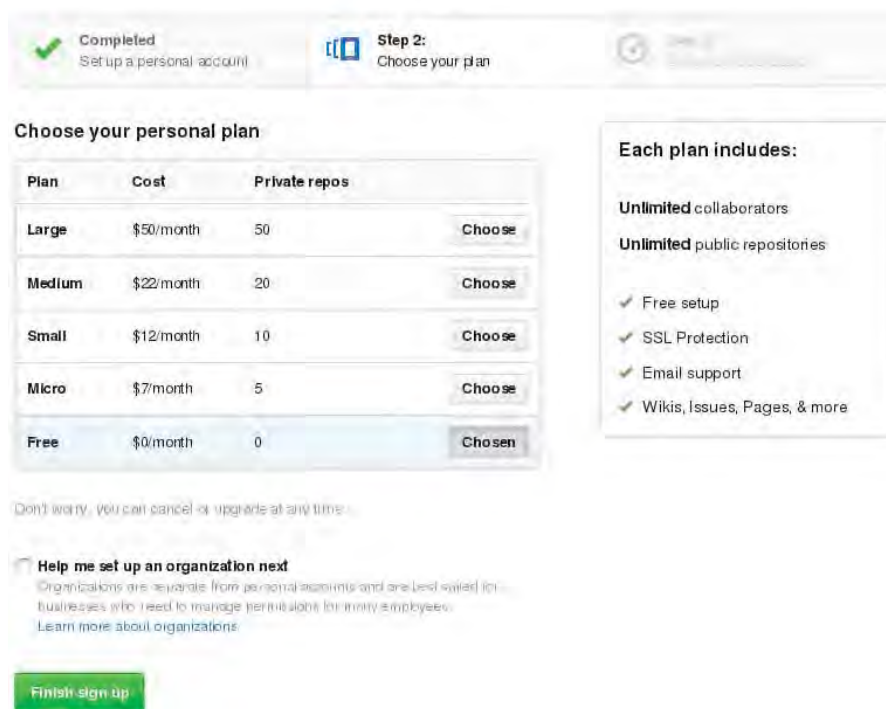 Completed
Set up a personal account
Step 2:
Choose your plan
Choose your personal plan
Plan Cost Private repos
Large $50/month 50 Choose
Medium $22/month 20 Choose
Small $12/month 10 Choose
Micro $7/month 5 Choose
Free $0/month 0 Chosen
Don't worry, you can cancel or upgrade at any time.
Help me set up an organization next
Organizations are separate from personal accounts and are best suited for
businesses who need to manage permissions for many employees.
Learn more about organizations
Finish sign up
Each plan includes:
Unlimited collaborators
Unlimited public repositories
Free setup
SSL Protection
Email support
Wikis, Issues, Pages, & more